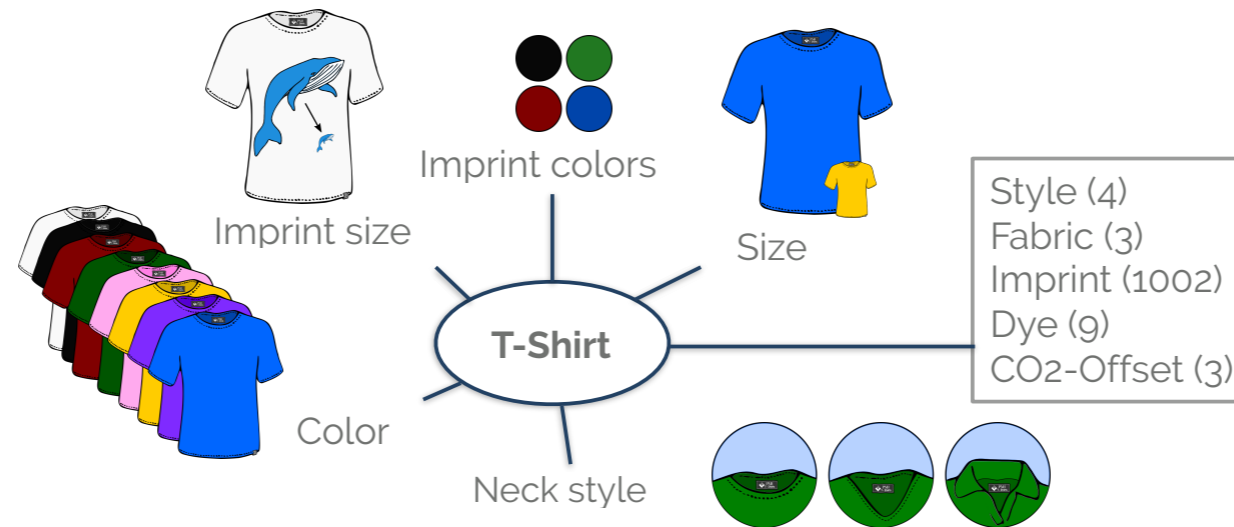 Imprint colors
Imprint size
Size
Style (4)
Fabric (3)
Imprint (1002)
Dye (9)
CO2-Offset (3)
T-Shirt
Color
Neck style